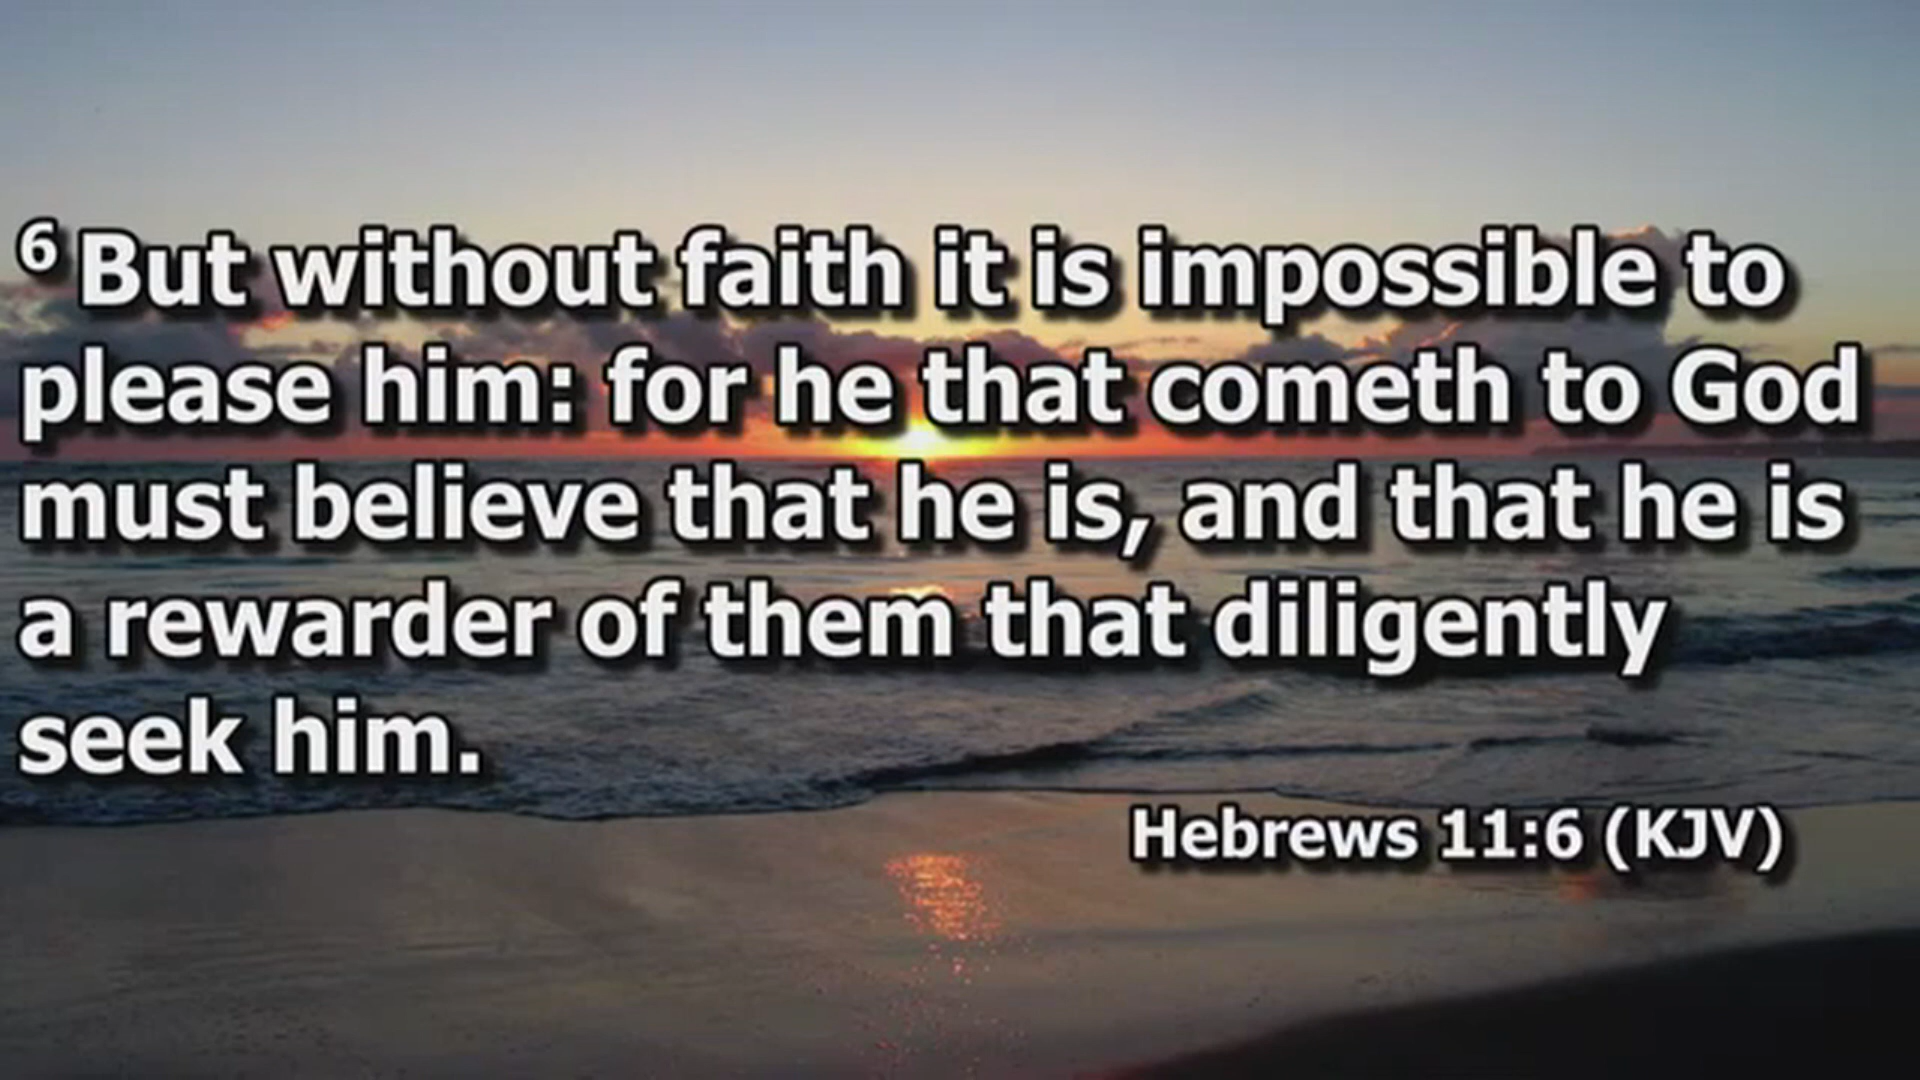 6 But without faith it is impossible to
please him: for he that cometh to God
must believe that he is, and that he is
a rewarder of them that diligently
seek him.
Hebrews 11:6 (KJV)